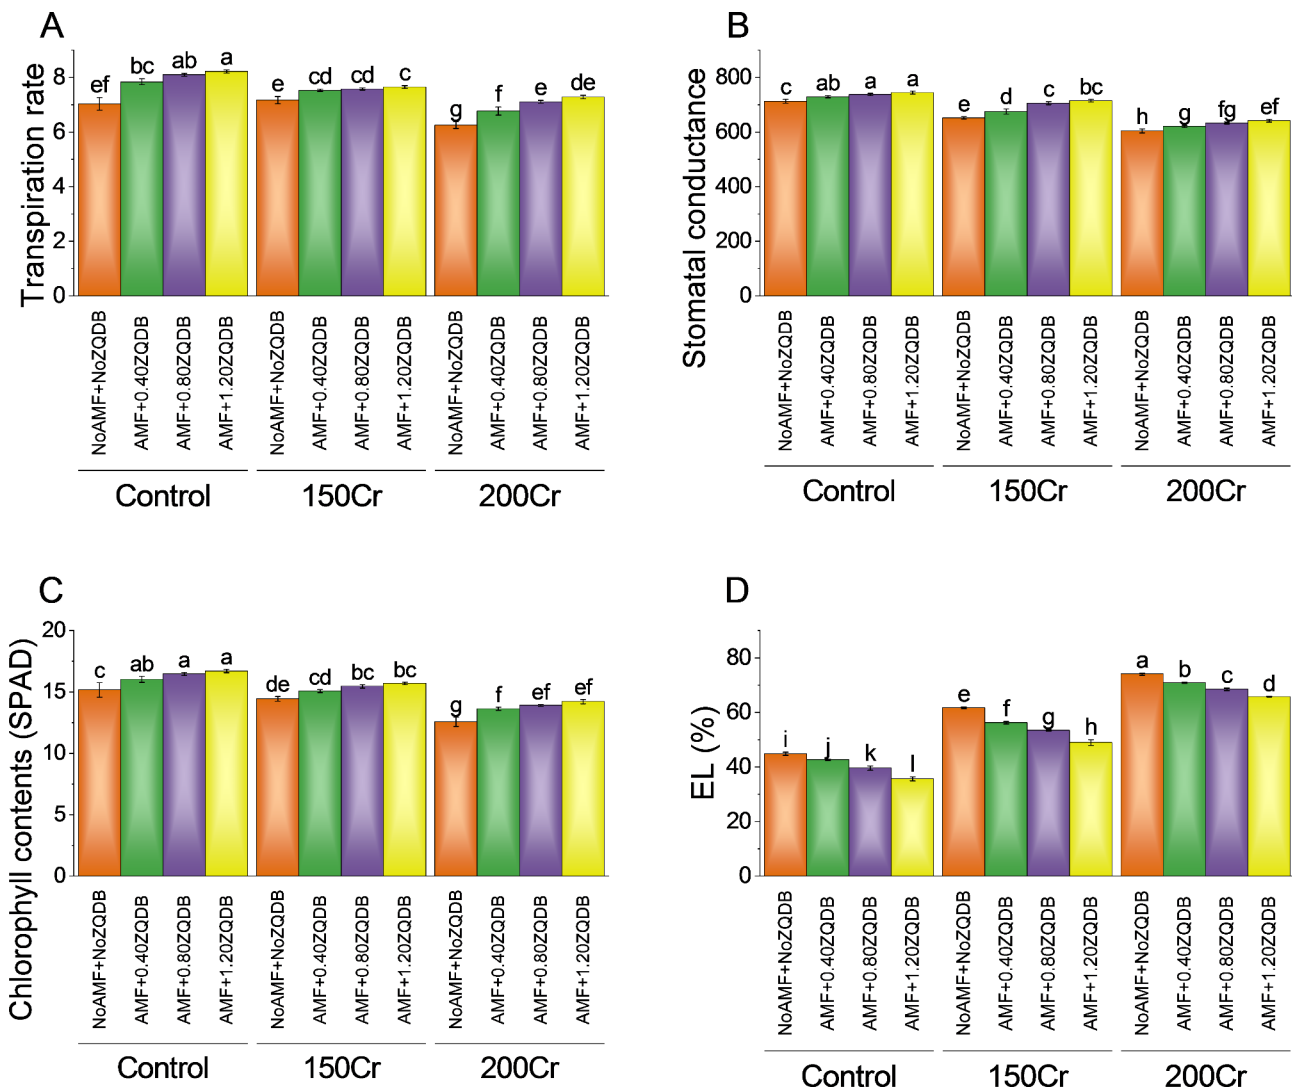 A
Transpiration rate
8
6
4
2
0
ef
bc
ab
a
e
cd
cd
c
g
f
e
de
NoAMF+NoZQDB
AMF+0.40ZQDB
AMF+0.80ZQDB
AMF+1.20ZQDB
NoAMF+NoZQDB
AMF+0.40ZQDB
AMF+0.80ZQDB
AMF+1.20ZQDB
NoAMF+NoZQDB
AMF+0.40ZQDB
AMF+0.80ZQDB
AMF+1.20ZQDB
Control
150Cr
200Cr
B
Stomatal conductance
800
600
400
200
0
c
ab
a
a
e
d
c
bc
h
g
fg
ef
NoAMF+NoZQDB
AMF+0.40ZQDB
AMF+0.80ZQDB
AMF+1.20ZQDB
NoAMF+NoZQDB
AMF+0.40ZQDB
AMF+0.80ZQDB
AMF+1.20ZQDB
NoAMF+NoZQDB
AMF+0.40ZQDB
AMF+0.80ZQDB
AMF+1.20ZQDB
Control
150Cr
200Cr
C
Chlorophyll contents (SPAD)
20
15
10
5
0
c
ab
a
a
de
cd
bc
bc
g
f
ef
ef
NoAMF+NoZQDB
AMF+0.40ZQDB
AMF+0.80ZQDB
AMF+1.20ZQDB
NoAMF+NoZQDB
AMF+0.40ZQDB
AMF+0.80ZQDB
AMF+1.20ZQDB
NoAMF+NoZQDB
AMF+0.40ZQDB
AMF+0.80ZQDB
AMF+1.20ZQDB
Control
150Cr
200Cr
D
EL (%)
80
60
40
20
0
i
j
k
l
e
f
g
h
a
b
c
d
NoAMF+NoZQDB
AMF+0.40ZQDB
AMF+0.80ZQDB
AMF+1.20ZQDB
NoAMF+NoZQDB
AMF+0.40ZQDB
AMF+0.80ZQDB
AMF+1.20ZQDB
NoAMF+NoZQDB
AMF+0.40ZQDB
AMF+0.80ZQDB
AMF+1.20ZQDB
Control
150Cr
200Cr